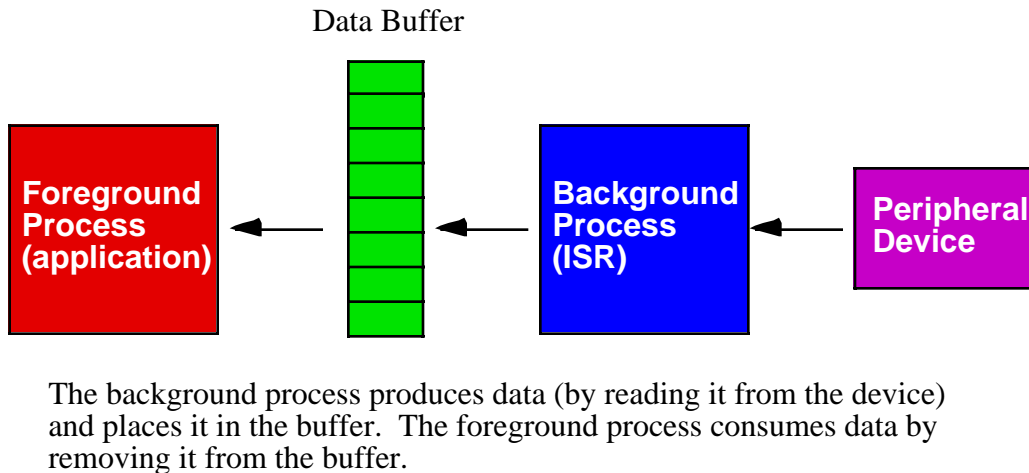 Data Buffer
Foreground
Process
(application)
Background
Process
(ISR)
Peripheral
Device
The background process produces data (by reading it from the device)
and places it in the buffer.  The foreground process consumes data by
removing it from the buffer.